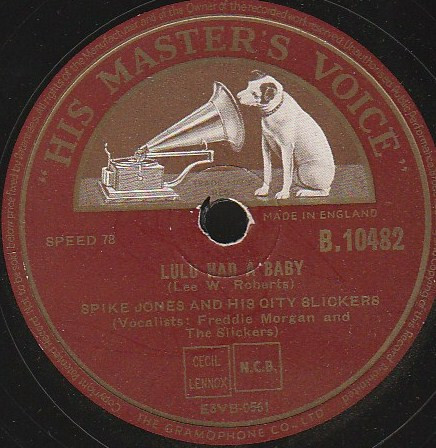 "HIS MASTER'S VOICE"
MADE IN ENGLAND
SPEED 78
B.10482
LULU HAD A BABY
(Lee W. Roberts)
SPIKE JONES AND HIS CITY SLICKERS
(Vocalists: Freddie Morgan and
The Slickers)
CECIL
LENNOX
N.C.B.
E3VB-0561
THE GRAMOPHONE CO., LTD.